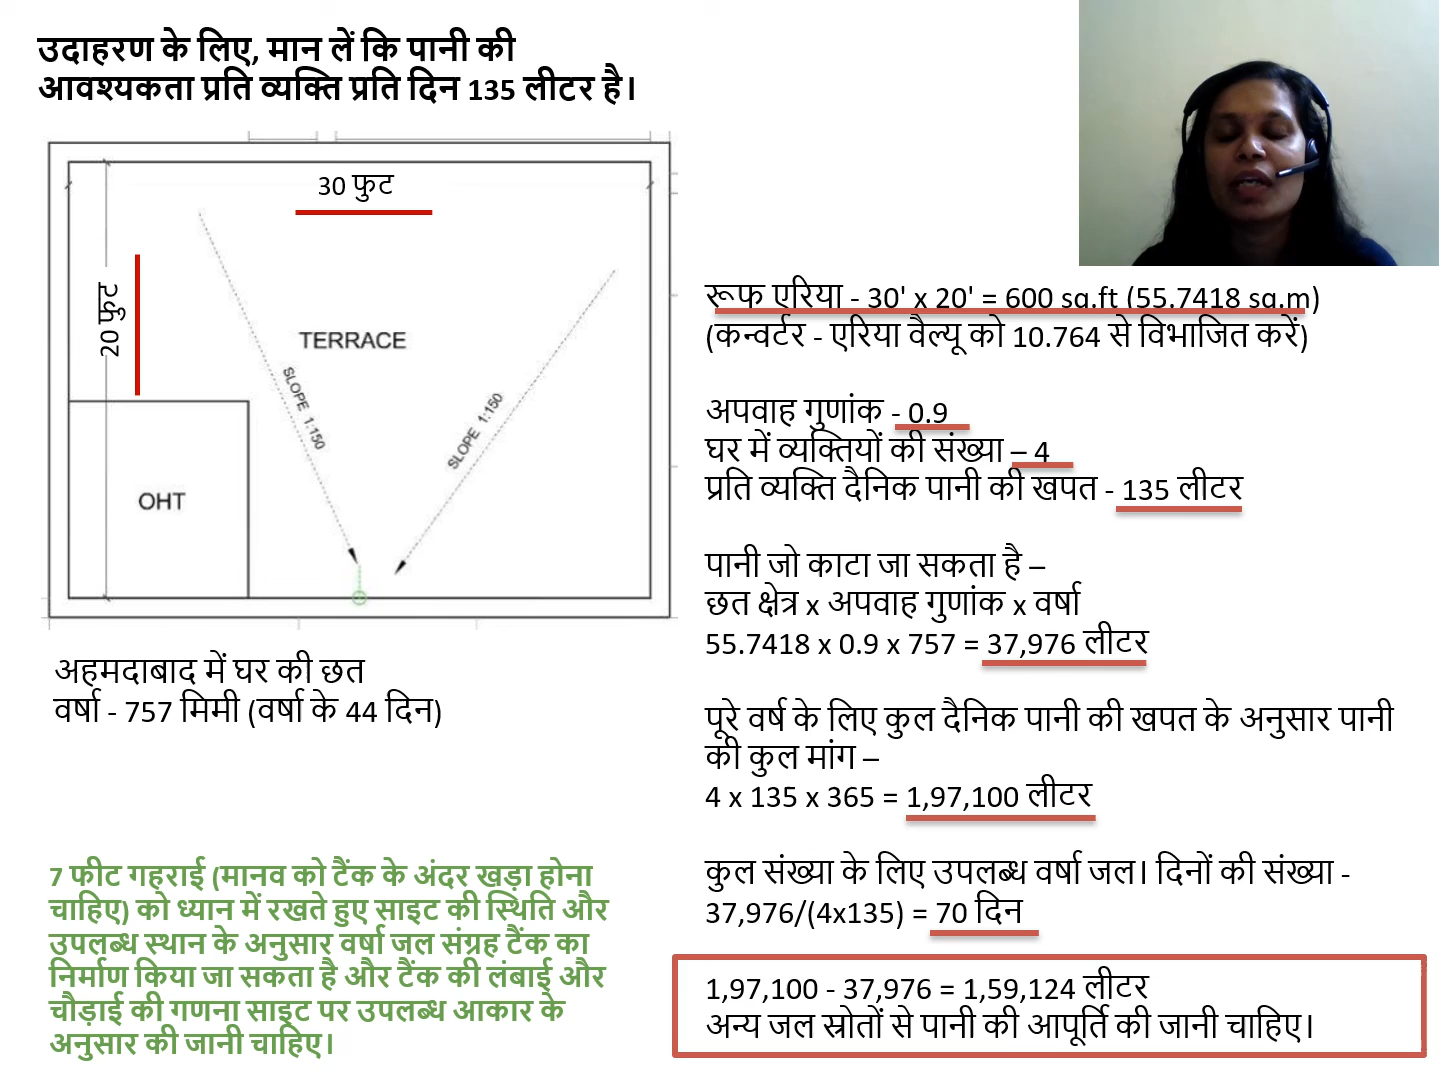 उदाहरण के लिए, मान लें कि पानी की
आवश्यकता प्रति व्यक्ति प्रति दिन 135 लीटर है।
30 फुट
20 फुट
TERRACE
SLOPE 1:150
SLOPE 1:150
OHT
अहमदाबाद में घर की छत
वर्षा - 757 मिमी (वर्षा के 44 दिन)
7 फीट गहराई (मानव को टैंक के अंदर खड़ा होना
चाहिए) को ध्यान में रखते हुए साइट की स्थिति और
उपलब्ध स्थान के अनुसार वर्षा जल संग्रह टैंक का
निर्माण किया जा सकता है और टैंक की लंबाई और
चौड़ाई की गणना साइट पर उपलब्ध आकार के
अनुसार की जानी चाहिए।
रूफ एरिया - 30' x 20' = 600 sq.ft (55.7418 sq.m)
(कन्वर्टर - एरिया वैल्यू को 10.764 से विभाजित करें)
अपवाह गुणांक - 0.9
घर में व्यक्तियों की संख्या – 4
प्रति व्यक्ति दैनिक पानी की खपत - 135 लीटर
पानी जो काटा जा सकता है –
छत क्षेत्र x अपवाह गुणांक x वर्षा
55.7418 x 0.9 x 757 = 37,976 लीटर
पूरे वर्ष के लिए कुल दैनिक पानी की खपत के अनुसार पानी
की कुल मांग –
4 x 135 x 365 = 1,97,100 लीटर
कुल संख्या के लिए उपलब्ध वर्षा जल। दिनों की संख्या -
37,976/(4x135) = 70 दिन
1,97,100 - 37,976 = 1,59,124 लीटर
अन्य जल स्रोतों से पानी की आपूर्ति की जानी चाहिए।